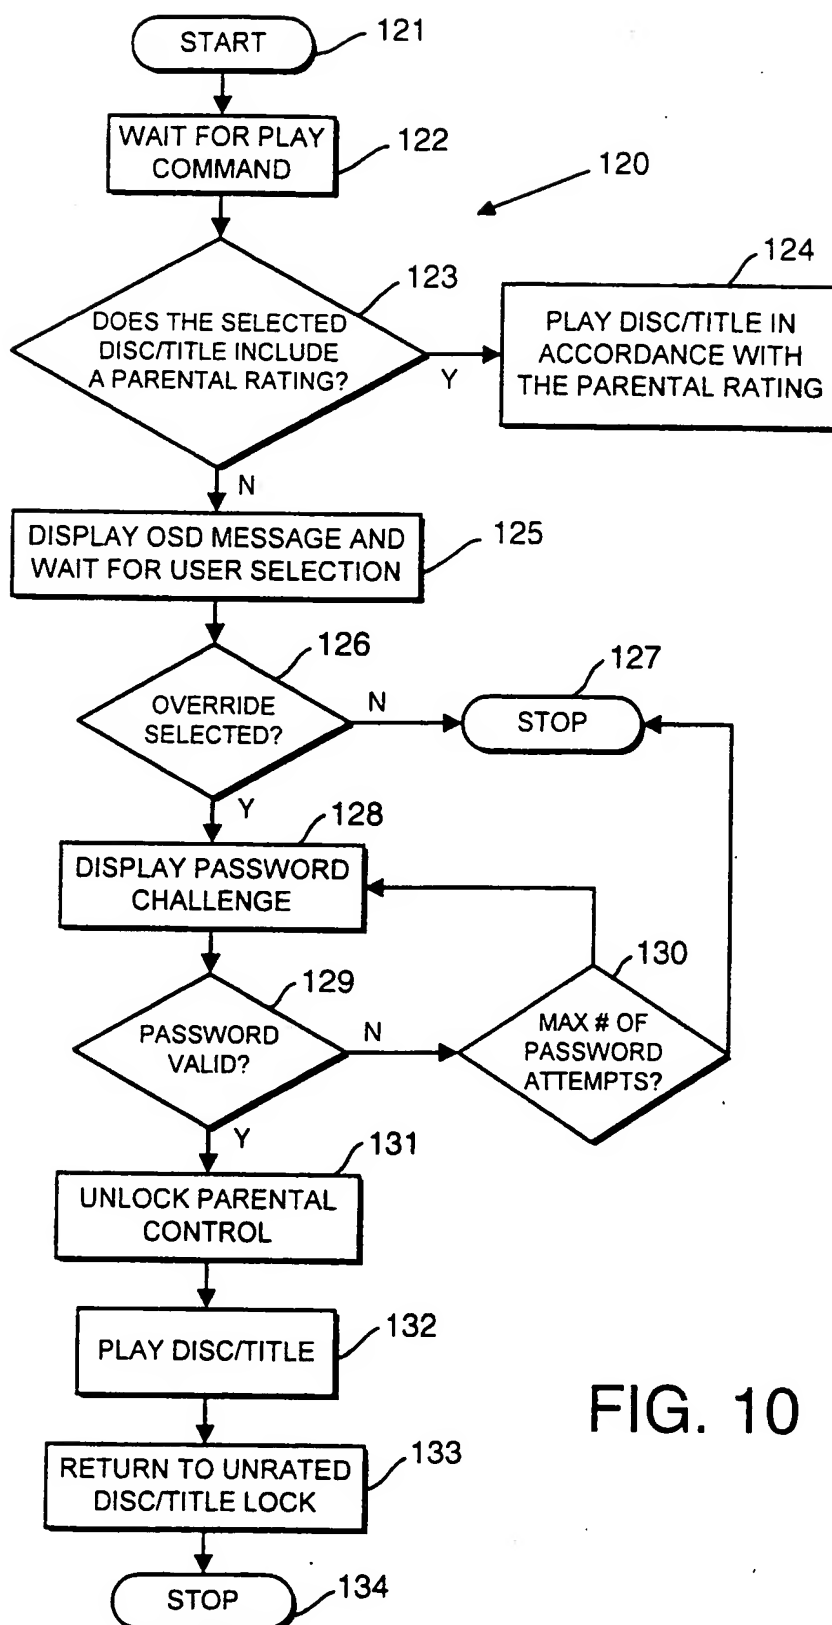 START
121
WAIT FOR PLAY
COMMAND
122
120
DOES THE SELECTED
DISC/TITLE INCLUDE
A PARENTAL RATING?
123
Y
124
PLAY DISC/TITLE IN
ACCORDANCE WITH
THE PARENTAL RATING
N
DISPLAY OSD MESSAGE AND
WAIT FOR USER SELECTION
125
OVERRIDE
SELECTED?
126
N
127
STOP
Y
128
DISPLAY PASSWORD
CHALLENGE
PASSWORD
VALID?
129
N
130
MAX # OF
PASSWORD
ATTEMPTS?
Y
131
UNLOCK PARENTAL
CONTROL
PLAY DISC/TITLE
132
FIG. 10
RETURN TO UNRATED
DISC/TITLE LOCK
133
STOP
134